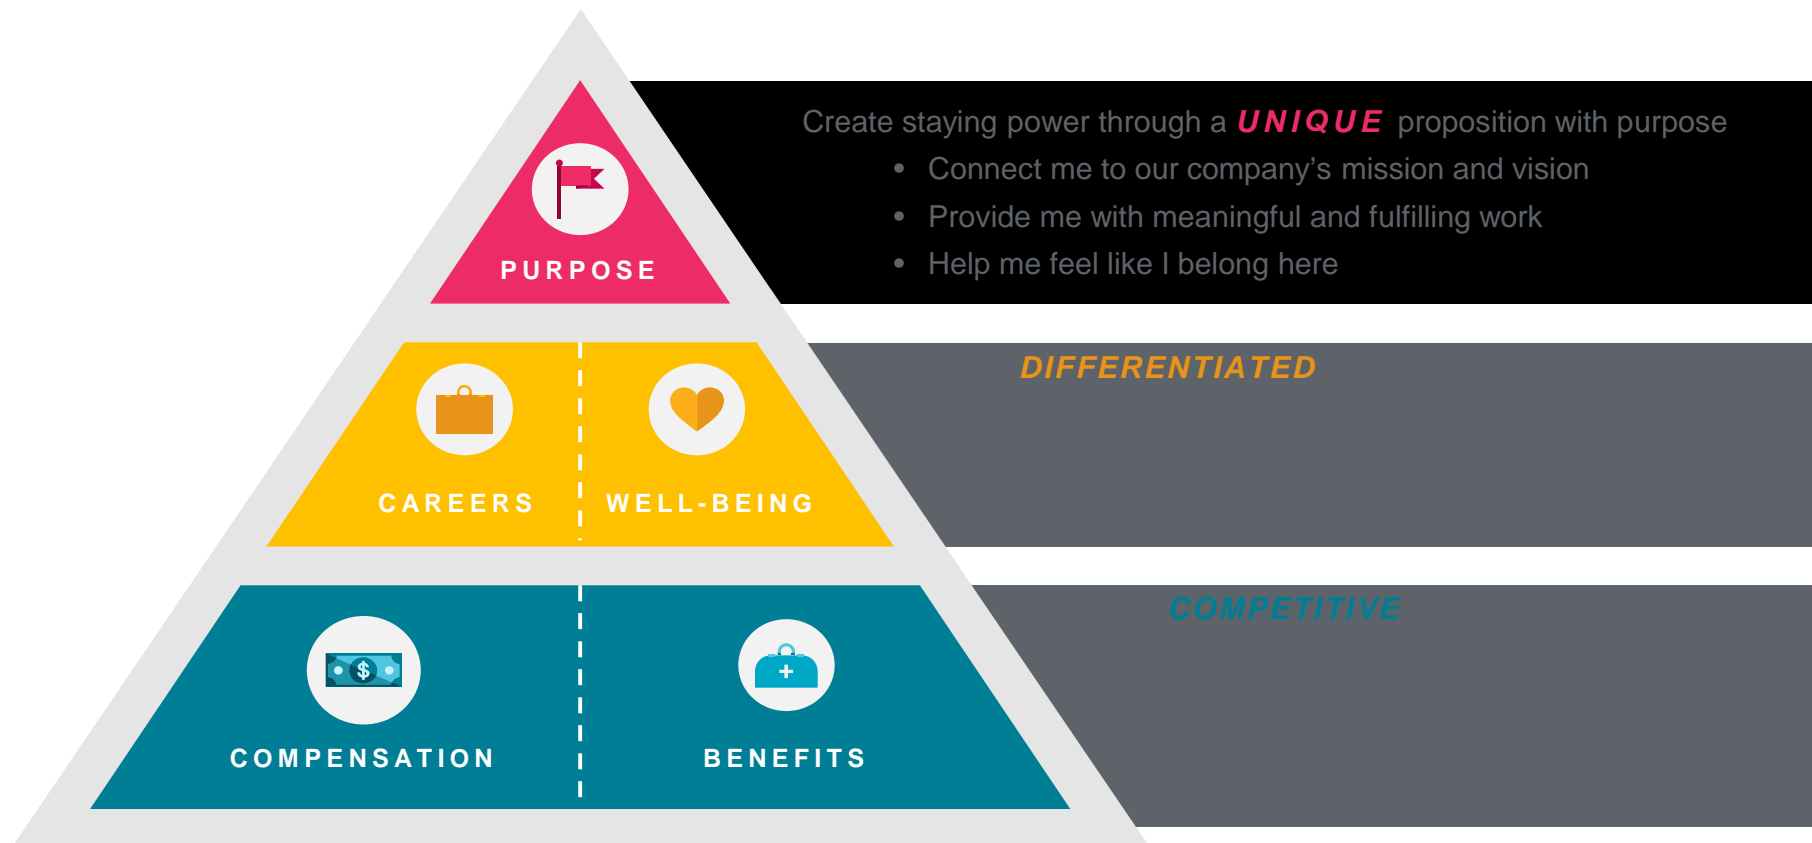 Create staying power through a UNIQUE proposition with purpose
• Connect me to our company’s mission and vision
• Provide me with meaningful and fulfilling work
• Help me feel like I belong here
PURPOSE
DIFFERENTIATED
CAREERS
WELL-BEING
COMPETITIVE
$
COMPENSATION
BENEFITS